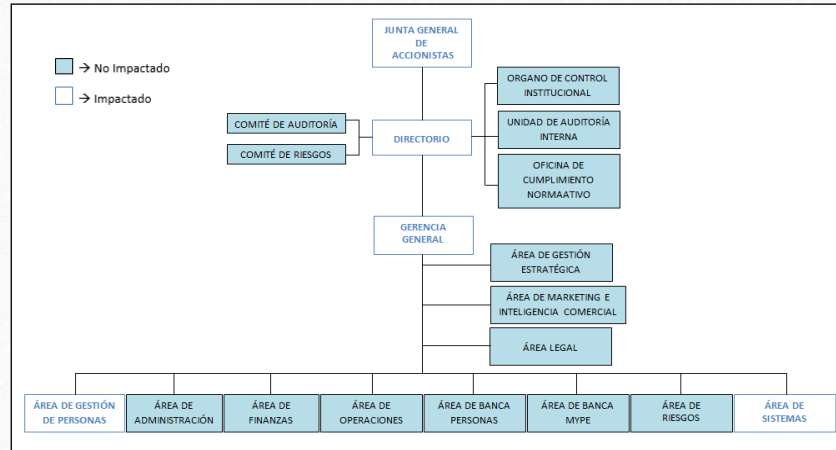 JUNTA GENERAL
DE
ACCIONISTAS
→ No Impactado
→ Impactado
ORGANO DE CONTROL
INSTITUCIONAL
COMITÉ DE AUDITORÍA
DIRECTORIO
UNIDAD DE AUDITORÍA
INTERNA
COMITÉ DE RIESGOS
OFICINA DE
CUMPLIMIENTO
NORMAATIVO
GERENCIA
GENERAL
ÁREA DE GESTIÓN
ESTRATÉGICA
ÁREA DE MARKETING E
INTELIGENCIA COMERCIAL
ÁREA LEGAL
ÁREA DE GESTIÓN
DE PERSONAS
ÁREA DE
ADMINISTRACIÓN
ÁREA DE
FINANZAS
ÁREA DE
OPERACIONES
ÁREA DE BANCA
PERSONAS
ÁREA DE BANCA
MYPE
ÁREA DE
RIESGOS
ÁREA DE
SISTEMAS